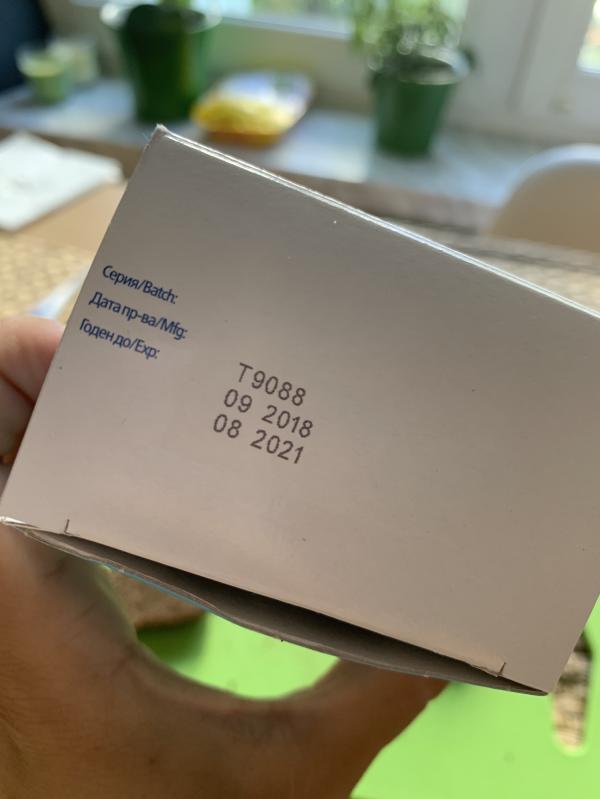 Серия/Batch:
Дата пр-ва/Mfg:
Годен до/Exp:
T9088
09 2018
08 2021